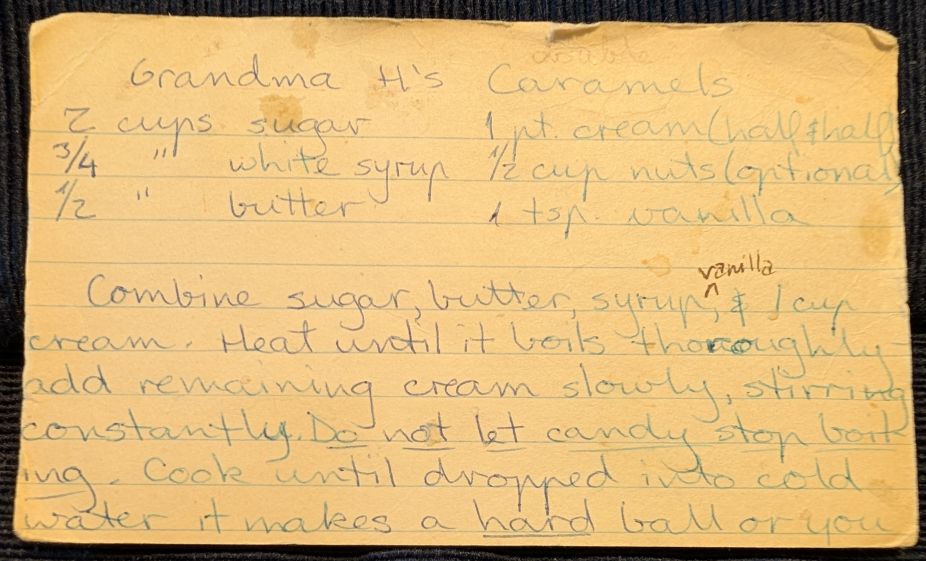 Grandma H's Caramels
2 cups sugar 1 pt. cream (half & half)
3/4 " white syrup 1/2 cup nuts (optional)
1/2 " butter 1 tsp. vanilla
vanilla
Combine sugar, butter, syrup, ^ & 1 cup
cream. Heat until it boils thoroughly
add remaining cream slowly, stirring
constantly. Do not let candy stop boil-
ing. Cook until dropped into cold
water it makes a hard ball or you